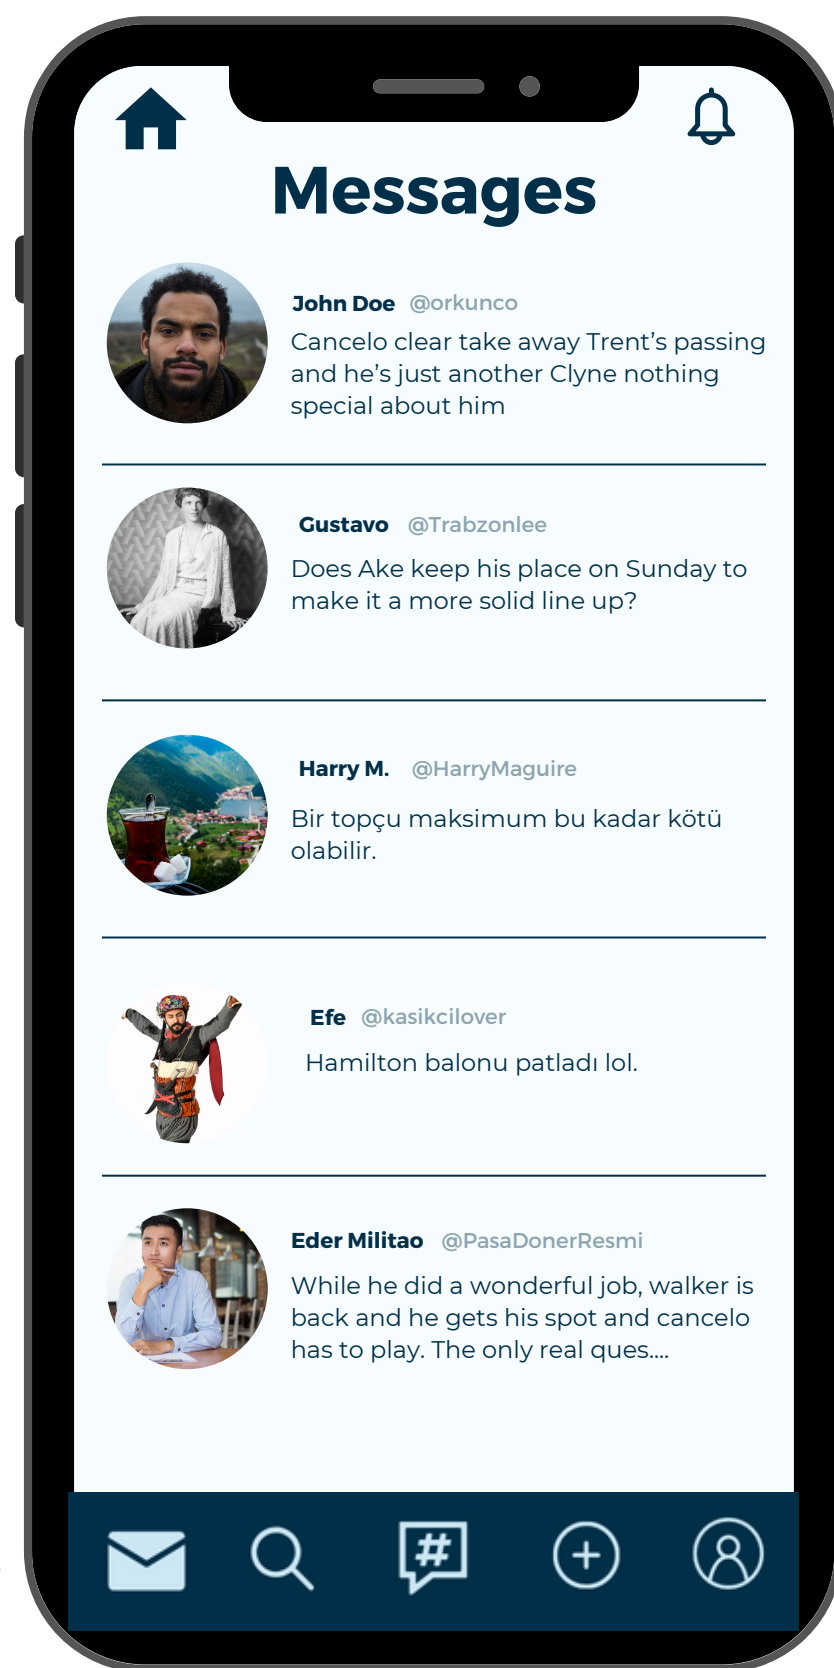 Messages
John Doe @orkunco
Cancelo clear take away Trent’s passing
and he’s just another Clyne nothing
special about him
Gustavo @Trabzonlee
Does Ake keep his place on Sunday to
make it a more solid line up?
Harry M. @HarryMaguire
Bir topçu maksimum bu kadar kötü
olabilir.
Efe @kasikcilover
Hamilton balonu patladı lol.
Eder Militao @PasaDonerResmi
While he did a wonderful job, walker is
back and he gets his spot and cancelo
has to play. The only real ques....
#